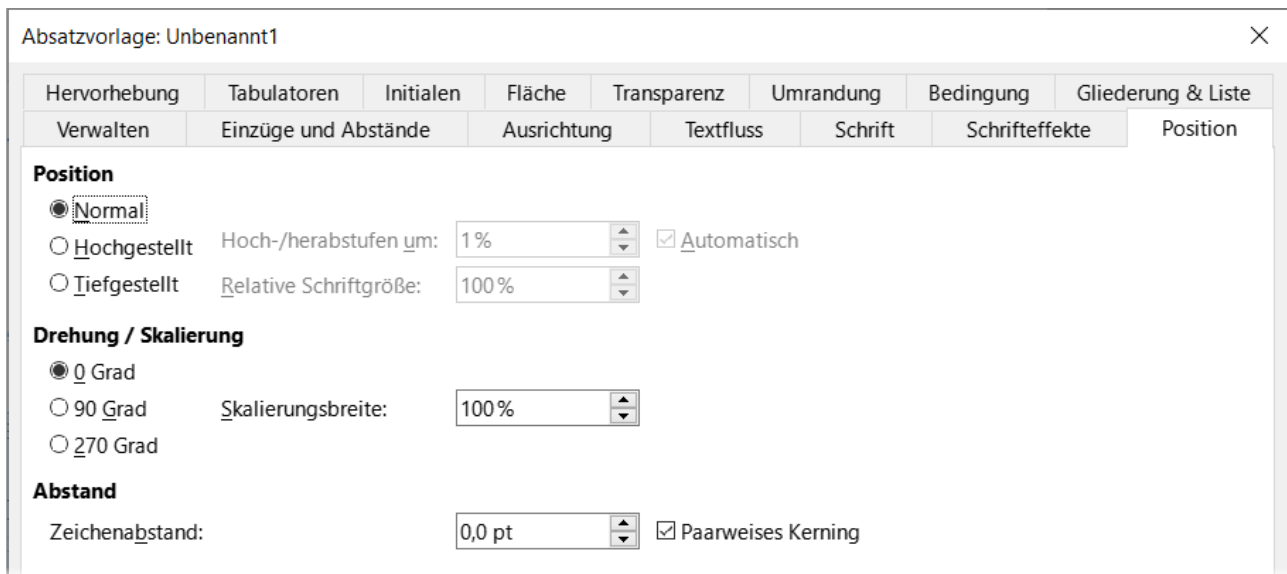 Absatzvorlage: Unbenannt1
Hervorhebung Tabulatoren Initialen Fläche Transparenz Umrandung Bedingung Gliederung & Liste
Verwalten Einzüge und Abstände Ausrichtung Textfluss Schrift Schrifteffekte Position
Position
Normal
Hochgestellt Hoch-/herabstufen um: 1% Automatisch
Tiefgestellt Relative Schriftgröße: 100%
Drehung / Skalierung
0 Grad
90 Grad Skalierungsbreite: 100%
270 Grad
Abstand
Zeichenabstand: 0,0 pt Paarweises Kerning